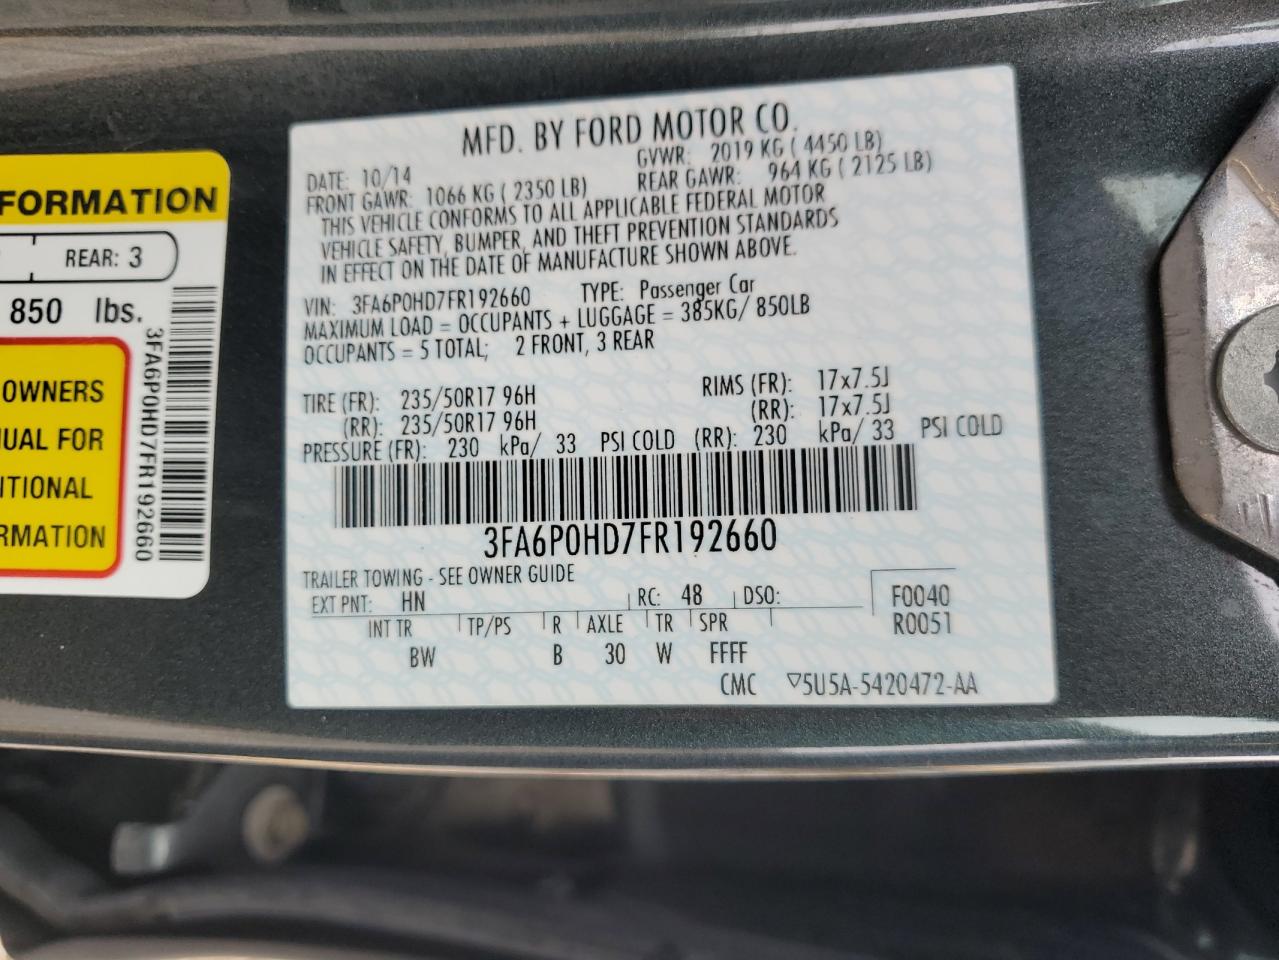 FORMATION
REAR: 3
850 lbs.
OWNERS
UAL FOR
ITIONAL
RMATION
3FA6P0HD7FR192660
MFD. BY FORD MOTOR CO.
DATE: 10/14 GVWR: 2019 KG ( 4450 LB)
FRONT GAWR: 1066 KG ( 2350 LB) REAR GAWR: 964 KG ( 2125 LB)
THIS VEHICLE CONFORMS TO ALL APPLICABLE FEDERAL MOTOR
VEHICLE SAFETY, BUMPER, AND THEFT PREVENTION STANDARDS
IN EFFECT ON THE DATE OF MANUFACTURE SHOWN ABOVE.
VIN: 3FA6P0HD7FR192660 TYPE: Passenger Car
MAXIMUM LOAD = OCCUPANTS + LUGGAGE = 385KG/ 850LB
OCCUPANTS = 5 TOTAL; 2 FRONT, 3 REAR
TIRE (FR): 235/50R17 96H RIMS (FR): 17x7.5J
(RR): 235/50R17 96H (RR): 17x7.5J
PRESSURE (FR): 230 kPa/ 33 PSI COLD (RR): 230 kPa/ 33 PSI COLD
3FA6P0HD7FR192660
TRAILER TOWING - SEE OWNER GUIDE
EXT PNT: HN RC: 48 DSO: F0040
INT TR TP/PS R AXLE TR SPR R0051
BW B 30 W FFFF
CMC ▽5U5A-5420472-AA